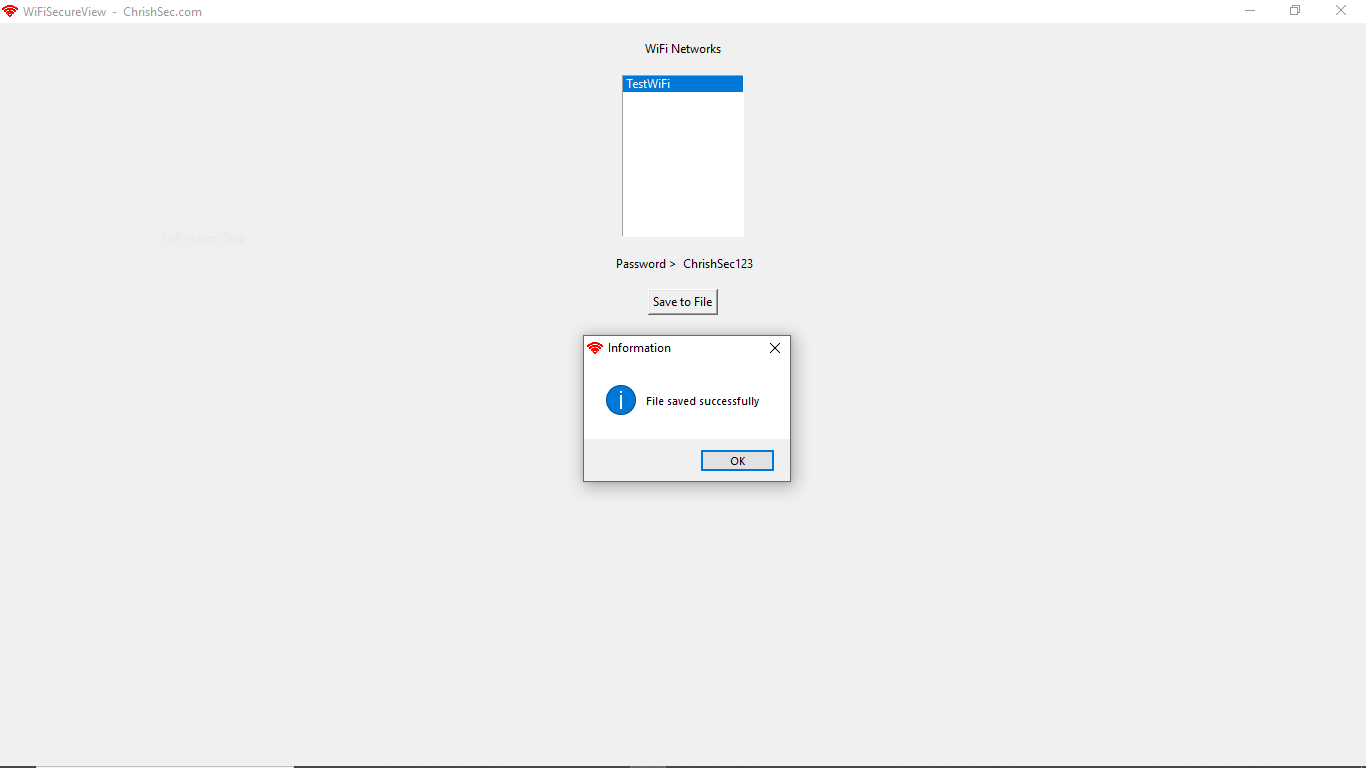 WiFiSecureView - ChrishSec.com
WiFi Networks
TestWiFi
Full-screen Snip
Password > ChrishSec123
Save to File
Information
File saved successfully
OK